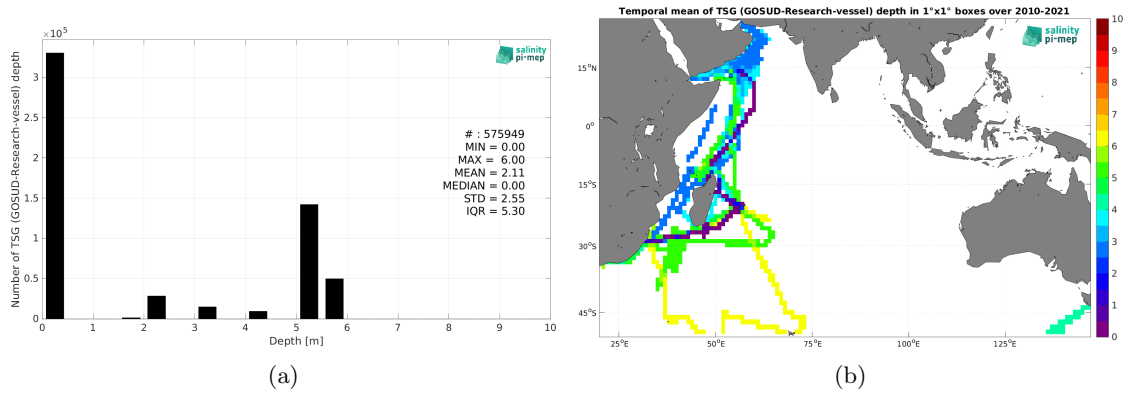 ×10⁵
Number of TSG (GOSUD-Research-vessel) depth
3
2.5
2
1.5
1
0.5
0
0 1 2 3 4 5 6 7 8 9 10
Depth [m]
salinity
pi-mep
# : 575949
MIN = 0.00
MAX = 6.00
MEAN = 2.11
MEDIAN = 0.00
STD = 2.55
IQR = 5.30
(a)
Temporal mean of TSG (GOSUD-Research-vessel) depth in 1°x1° boxes over 2010-2021
salinity
pi-mep
15°N
0°
15°S
30°S
45°S
25°E 50°E 75°E 100°E 125°E
10
9
8
7
6
5
4
3
2
1
0
(b)